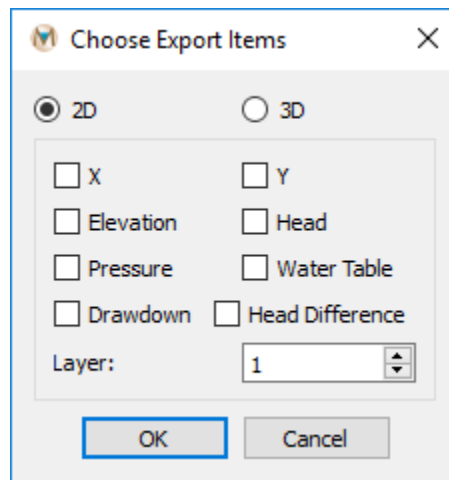 Choose Export Items
2D 3D
X Y
Elevation Head
Pressure Water Table
Drawdown Head Difference
Layer: 1
OK Cancel